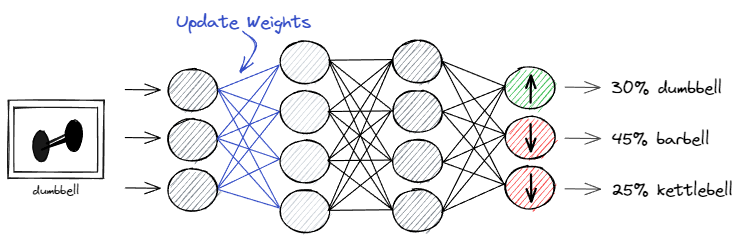 Update Weights
30% dumbbell
45% barbell
dumbbell
25% kettlebell